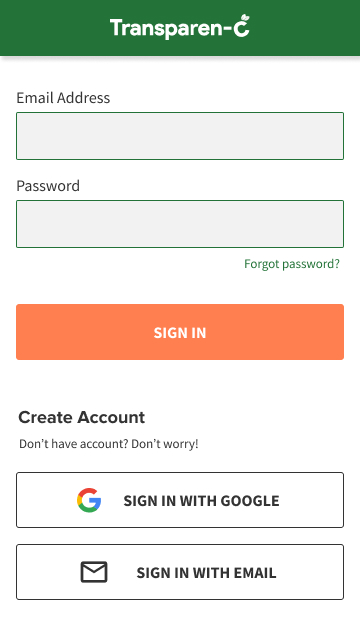 Transparen-C
Email Address
Password
Forgot password?
SIGN IN
Create Account
Don't have account? Don't worry!
SIGN IN WITH GOOGLE
SIGN IN WITH EMAIL